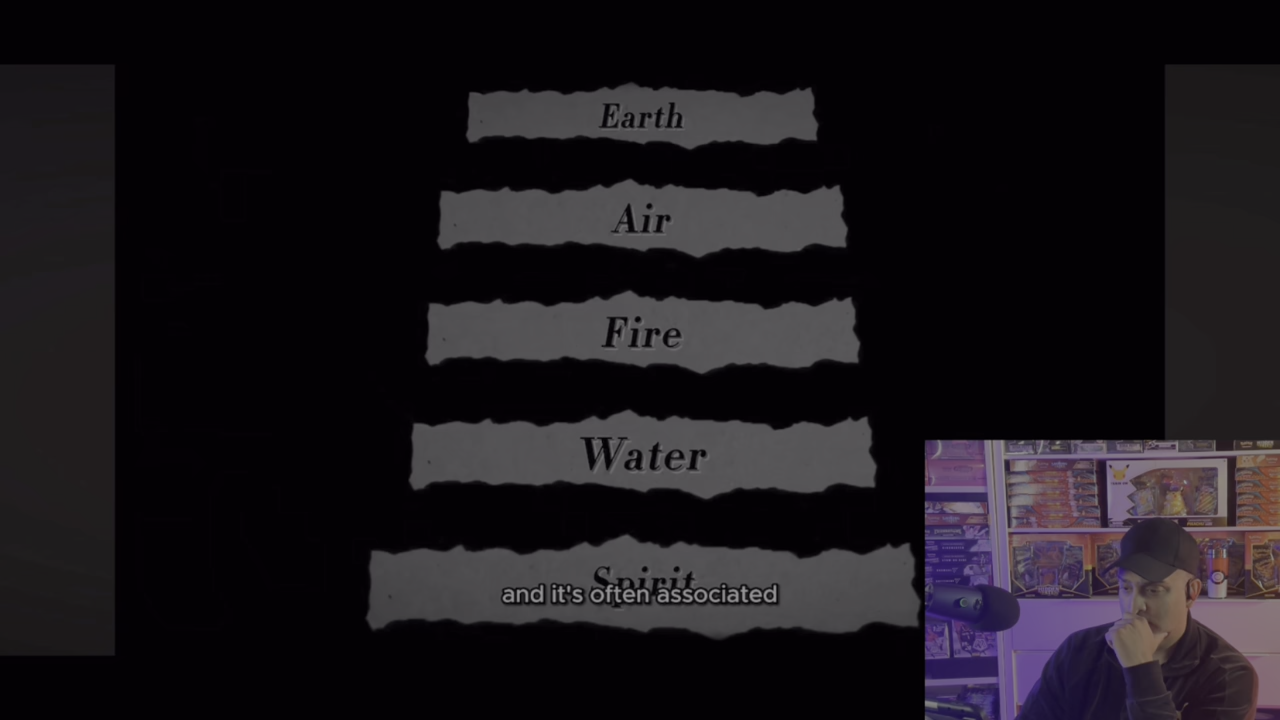 Earth
Air
Fire
Water
Spirit
and it's often associated